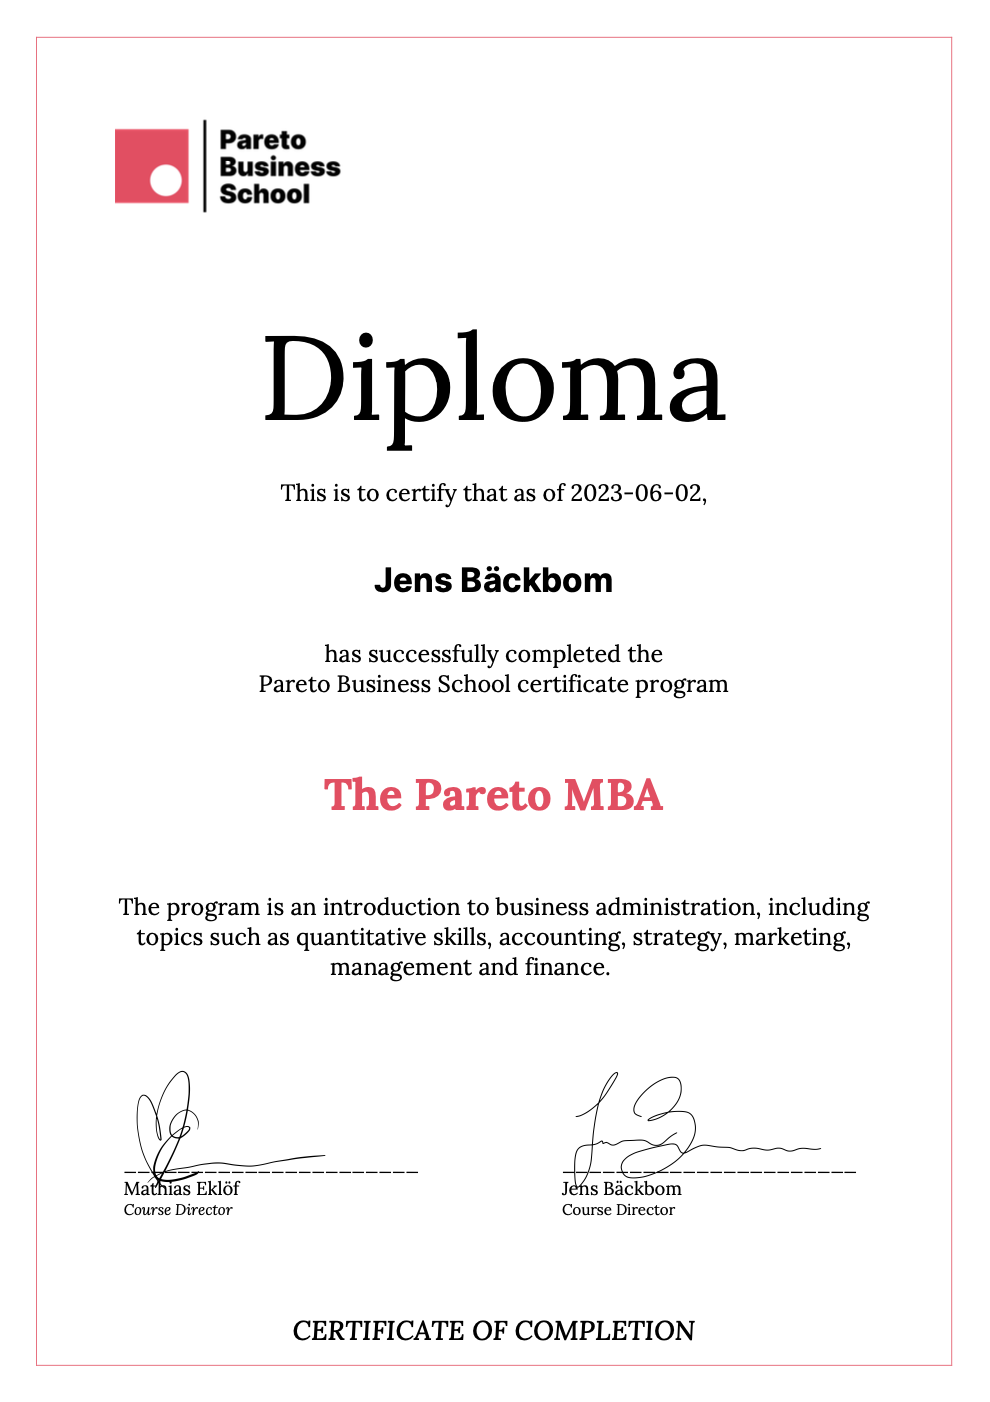 Pareto
Business
School
Diploma
This is to certify that as of 2023-06-02,
Jens Bäckbom
has successfully completed the
Pareto Business School certificate program
The Pareto MBA
The program is an introduction to business administration, including
topics such as quantitative skills, accounting, strategy, marketing,
management and finance.
Mathias Eklöf
Course Director
Jens Bäckbom
Course Director
CERTIFICATE OF COMPLETION